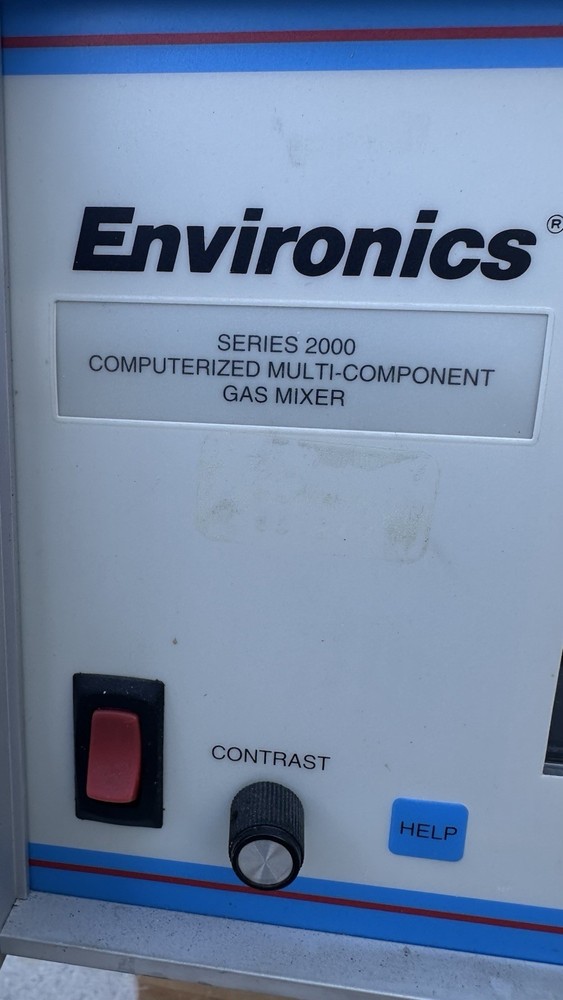 Environics®
SERIES 2000
COMPUTERIZED MULTI-COMPONENT
GAS MIXER
CONTRAST
HELP